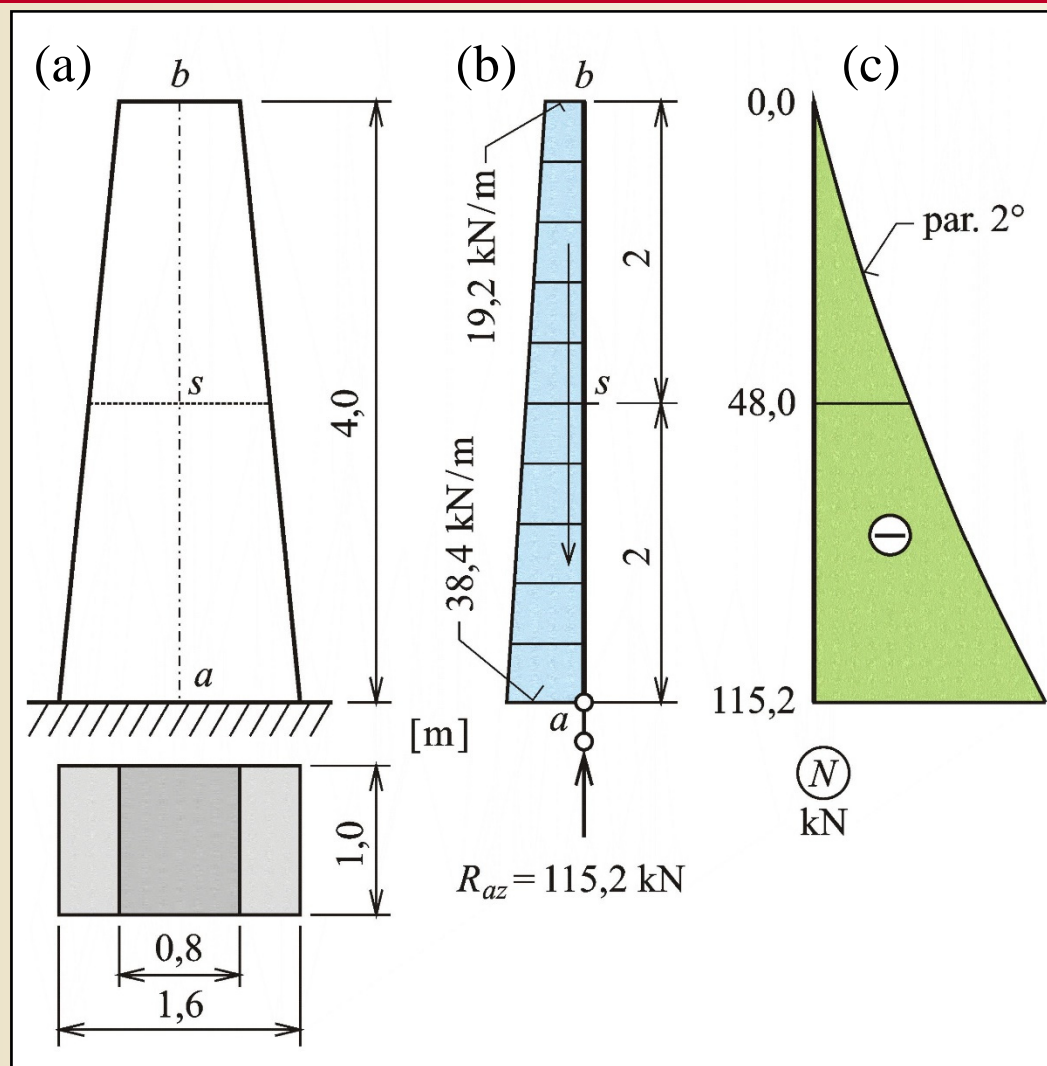 (a)
b
4,0
s
a
[m]
1,0
0,8
1,6
(b)
b
19,2 kN/m
2
s
38,4 kN/m
2
a
R_az = 115,2 kN
(c)
0,0
par. 2°
48,0
115,2
N
kN